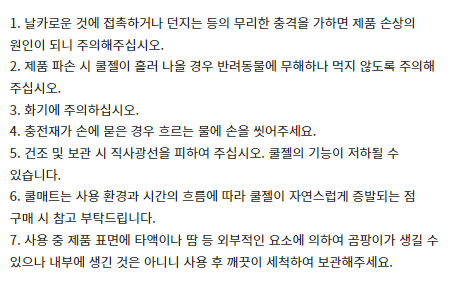 1. 날카로운 것에 접촉하거나 던지는 등의 무리한 충격을 가하면 제품 손상의
원인이 되니 주의해주십시오.
2. 제품 파손 시 쿨젤이 흘러 나올 경우 반려동물에 무해하나 먹지 않도록 주의해
주십시오.
3. 화기에 주의하십시오.
4. 충전재가 손에 묻은 경우 흐르는 물에 손을 씻어주세요.
5. 건조 및 보관 시 직사광선을 피하여 주십시오. 쿨젤의 기능이 저하될 수
있습니다.
6. 쿨매트는 사용 환경과 시간의 흐름에 따라 쿨젤이 자연스럽게 증발되는 점
구매 시 참고 부탁드립니다.
7. 사용 중 제품 표면에 타액이나 땀 등 외부적인 요소에 의하여 곰팡이가 생길 수
있으나 내부에 생긴 것은 아니니 사용 후 깨끗이 세척하여 보관해주세요.